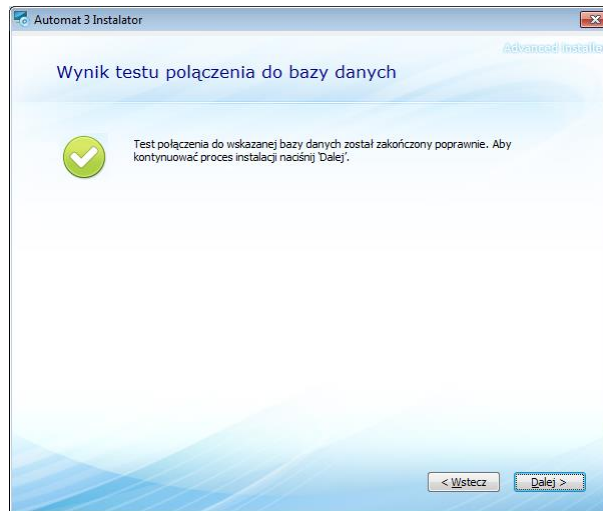 Automat 3 Instalator
Advanced Installer
Wynik testu połączenia do bazy danych
Test połączenia do wskazanej bazy danych został zakończony poprawnie. Aby
kontynuować proces instalacji naciśnij 'Dalej'.
< Wstecz
Dalej >